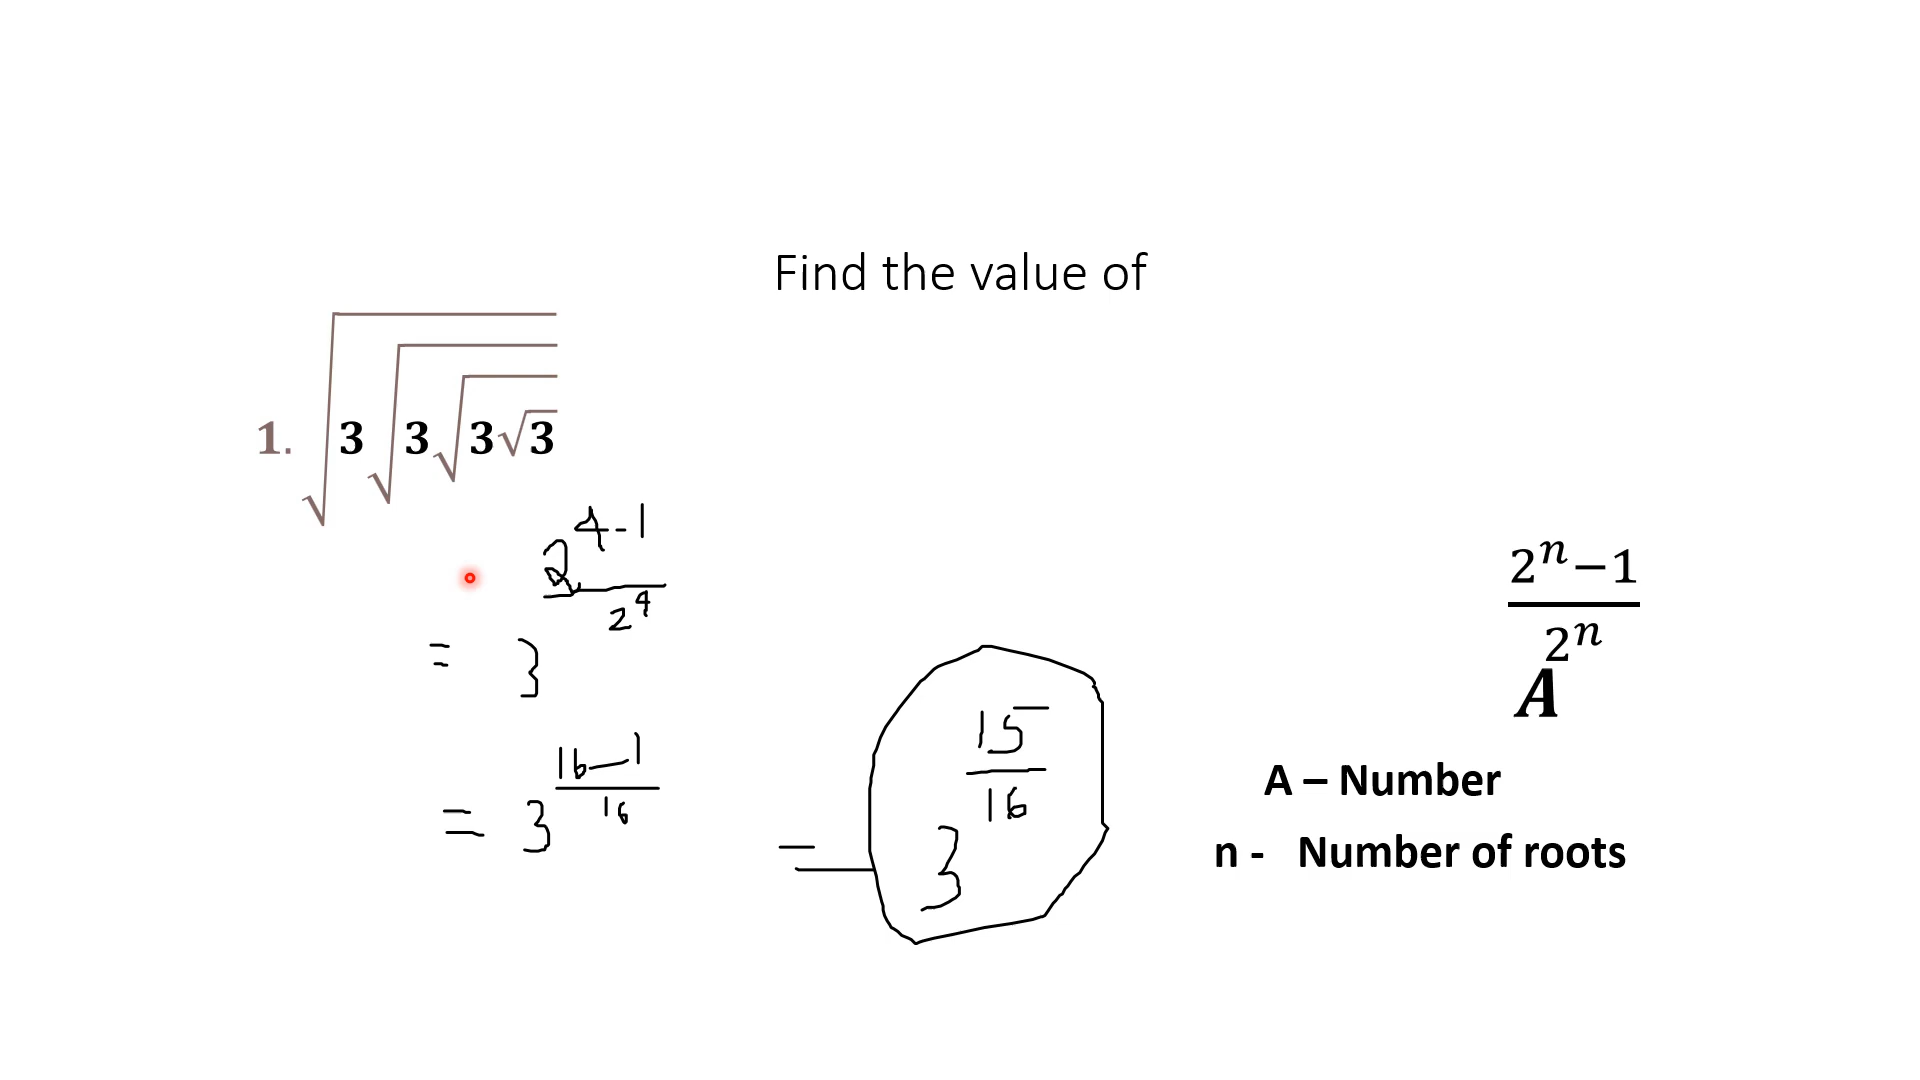 Find the value of
1. √3√3√3√3
2^4-1
2^4
= 3
= 3^16-1/16
= 3^15/16
2^n−1
2^n
A
A – Number
n - Number of roots